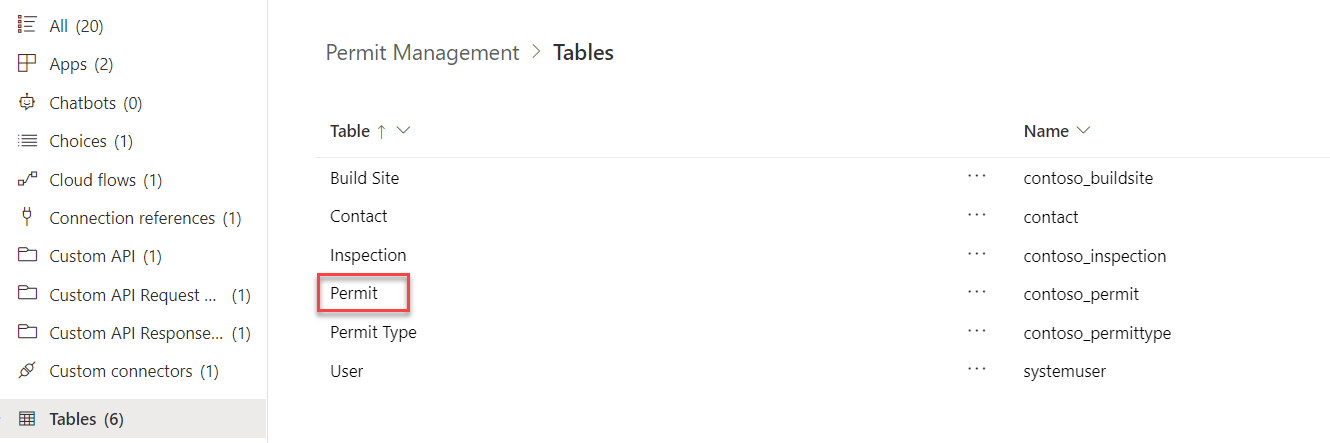 All (20)
Apps (2)
Chatbots (0)
Choices (1)
Cloud flows (1)
Connection references (1)
Custom API (1)
Custom API Request ... (1)
Custom API Response... (1)
Custom connectors (1)
Tables (6)
Permit Management > Tables
Table ↑ Name
Build Site ··· contoso_buildsite
Contact ··· contact
Inspection ··· contoso_inspection
Permit ··· contoso_permit
Permit Type ··· contoso_permittype
User ··· systemuser